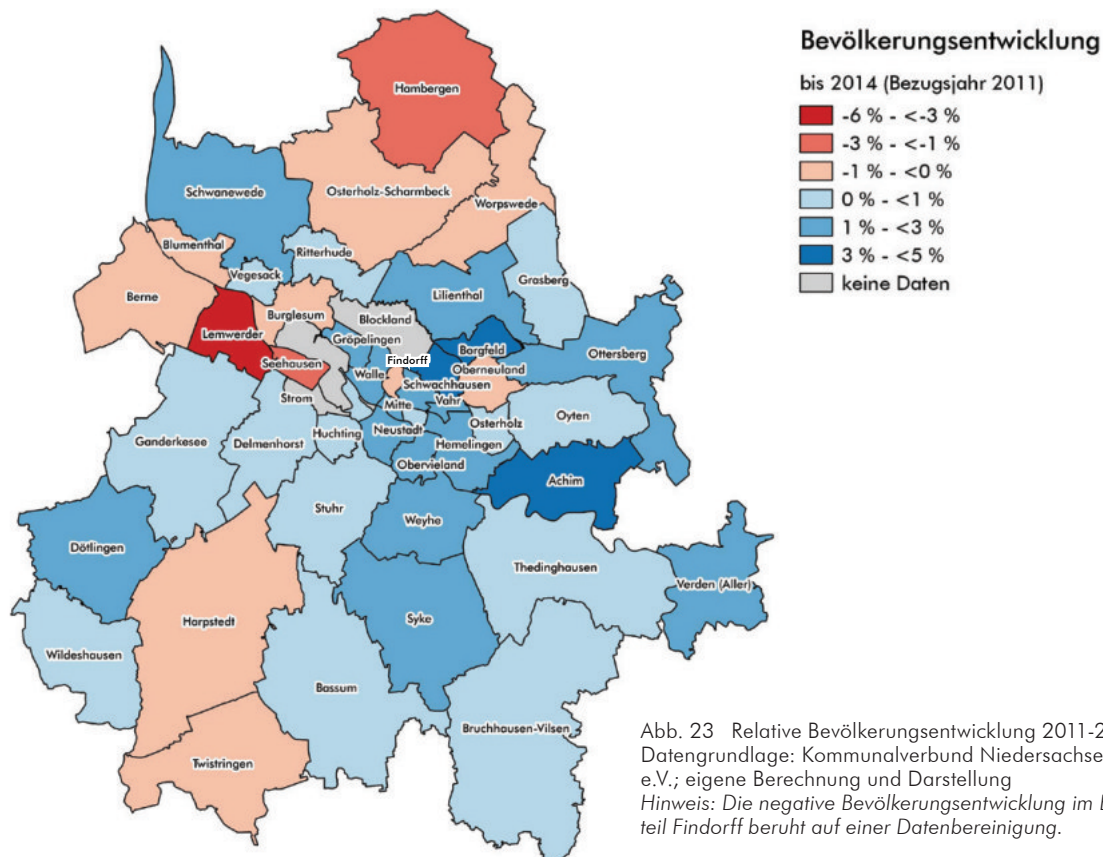 Bevölkerungsentwicklung
bis 2014 (Bezugsjahr 2011)
-6 % - <-3 %
-3 % - <-1 %
-1 % - <0 %
0 % - <1 %
1 % - <3 %
3 % - <5 %
keine Daten
Hambergen
Schwanewede
Osterholz-Scharmbeck
Worpswede
Blumenthal
Ritterhude
Vegesack
Grasberg
Berne
Lilienthal
Burglesum
Blockland
Lemwerder
Gröpelingen
Borgfeld
Ottersberg
Seehausen
Findorff
Oberneuland
Walle
Schwachhausen
Strom
Mitte
Vahr
Oyten
Ganderkesee
Delmenhorst
Huchting
Neustadt
Osterholz
Hemelingen
Obervieland
Achim
Stuhr
Weyhe
Dötlingen
Thedinghausen
Verden (Aller)
Harpstedt
Syke
Wildeshausen
Bassum
Bruchhausen-Vilsen
Twistringen
Abb. 23 Relative Bevölkerungsentwicklung 2011-2
Datengrundlage: Kommunalverbund Niedersachse
e.V.; eigene Berechnung und Darstellung
Hinweis: Die negative Bevölkerungsentwicklung im
teil Findorff beruht auf einer Datenbereinigung.